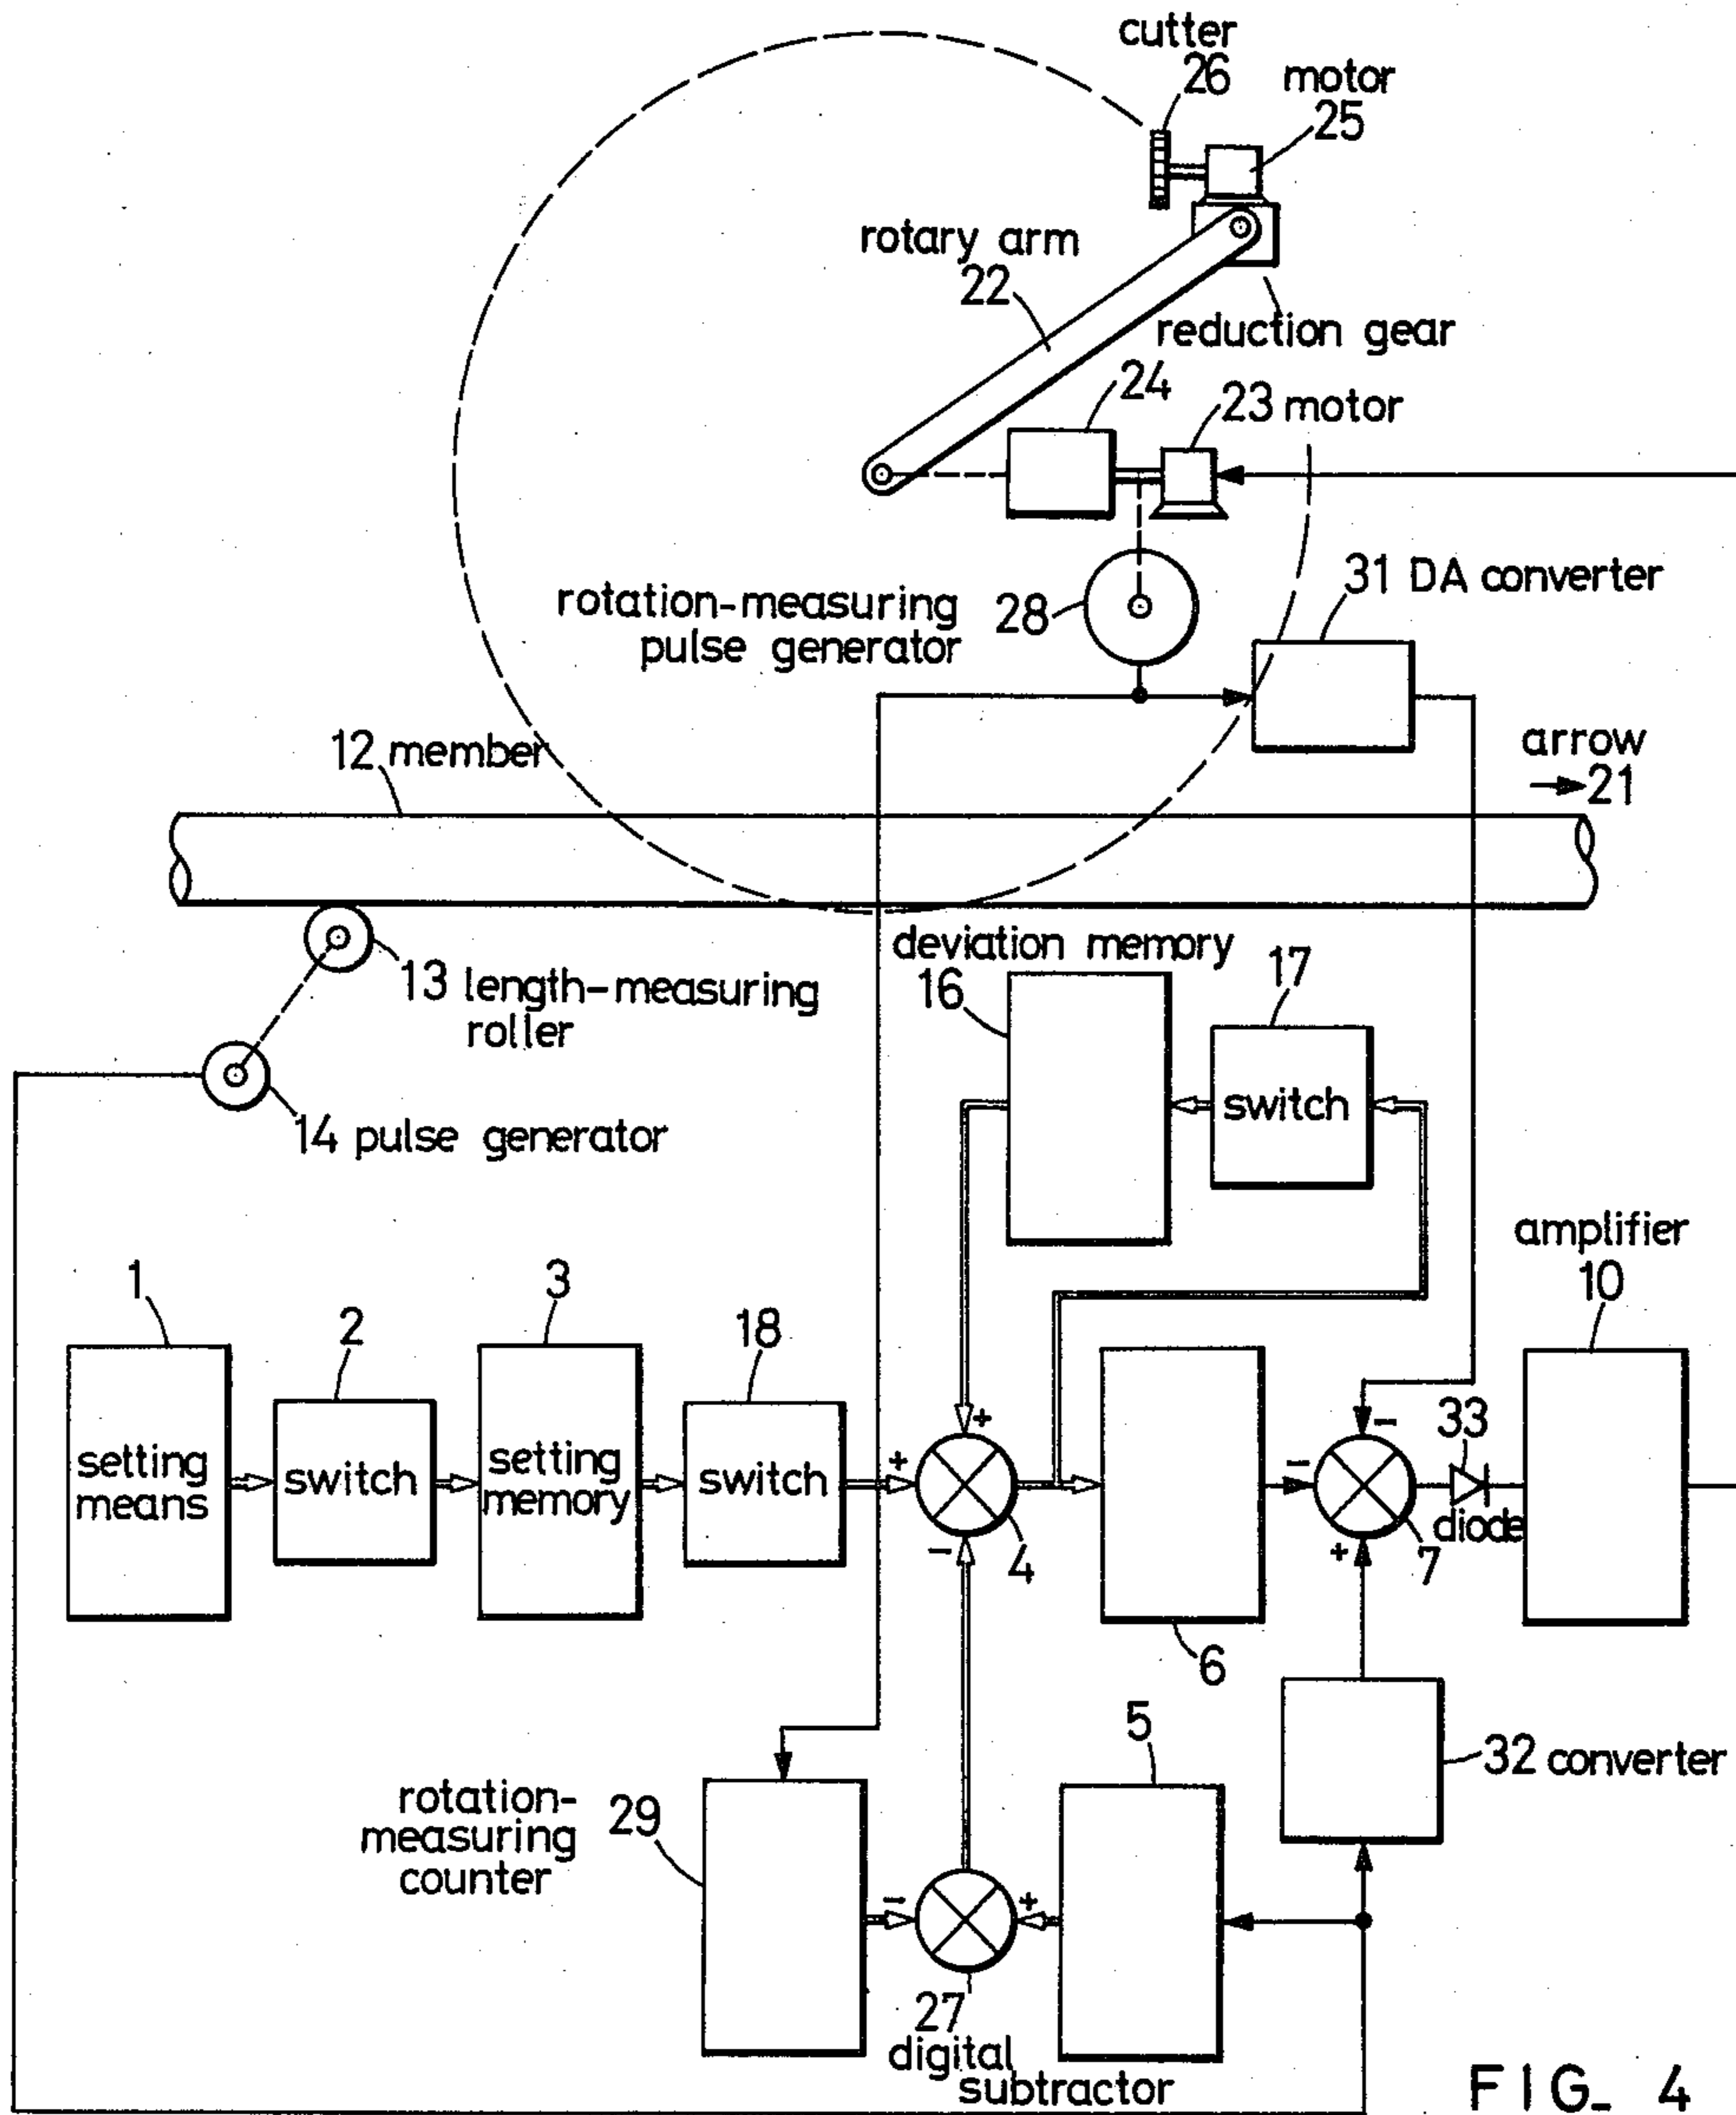 cutter
26
motor
25
rotary arm
22
reduction gear
24
23 motor
31 DA converter
rotation-measuring
pulse generator
28
12 member
arrow
21
13 length-measuring
roller
14 pulse generator
deviation memory
16
17
switch
amplifier
10
1
2
3
18
setting
means
switch
setting
memory
switch
+
+
-
4
6
-
-
+
7
33
diode
5
32 converter
rotation-
measuring
counter
29
-
+
27
digital
subtractor
FIG_ 4